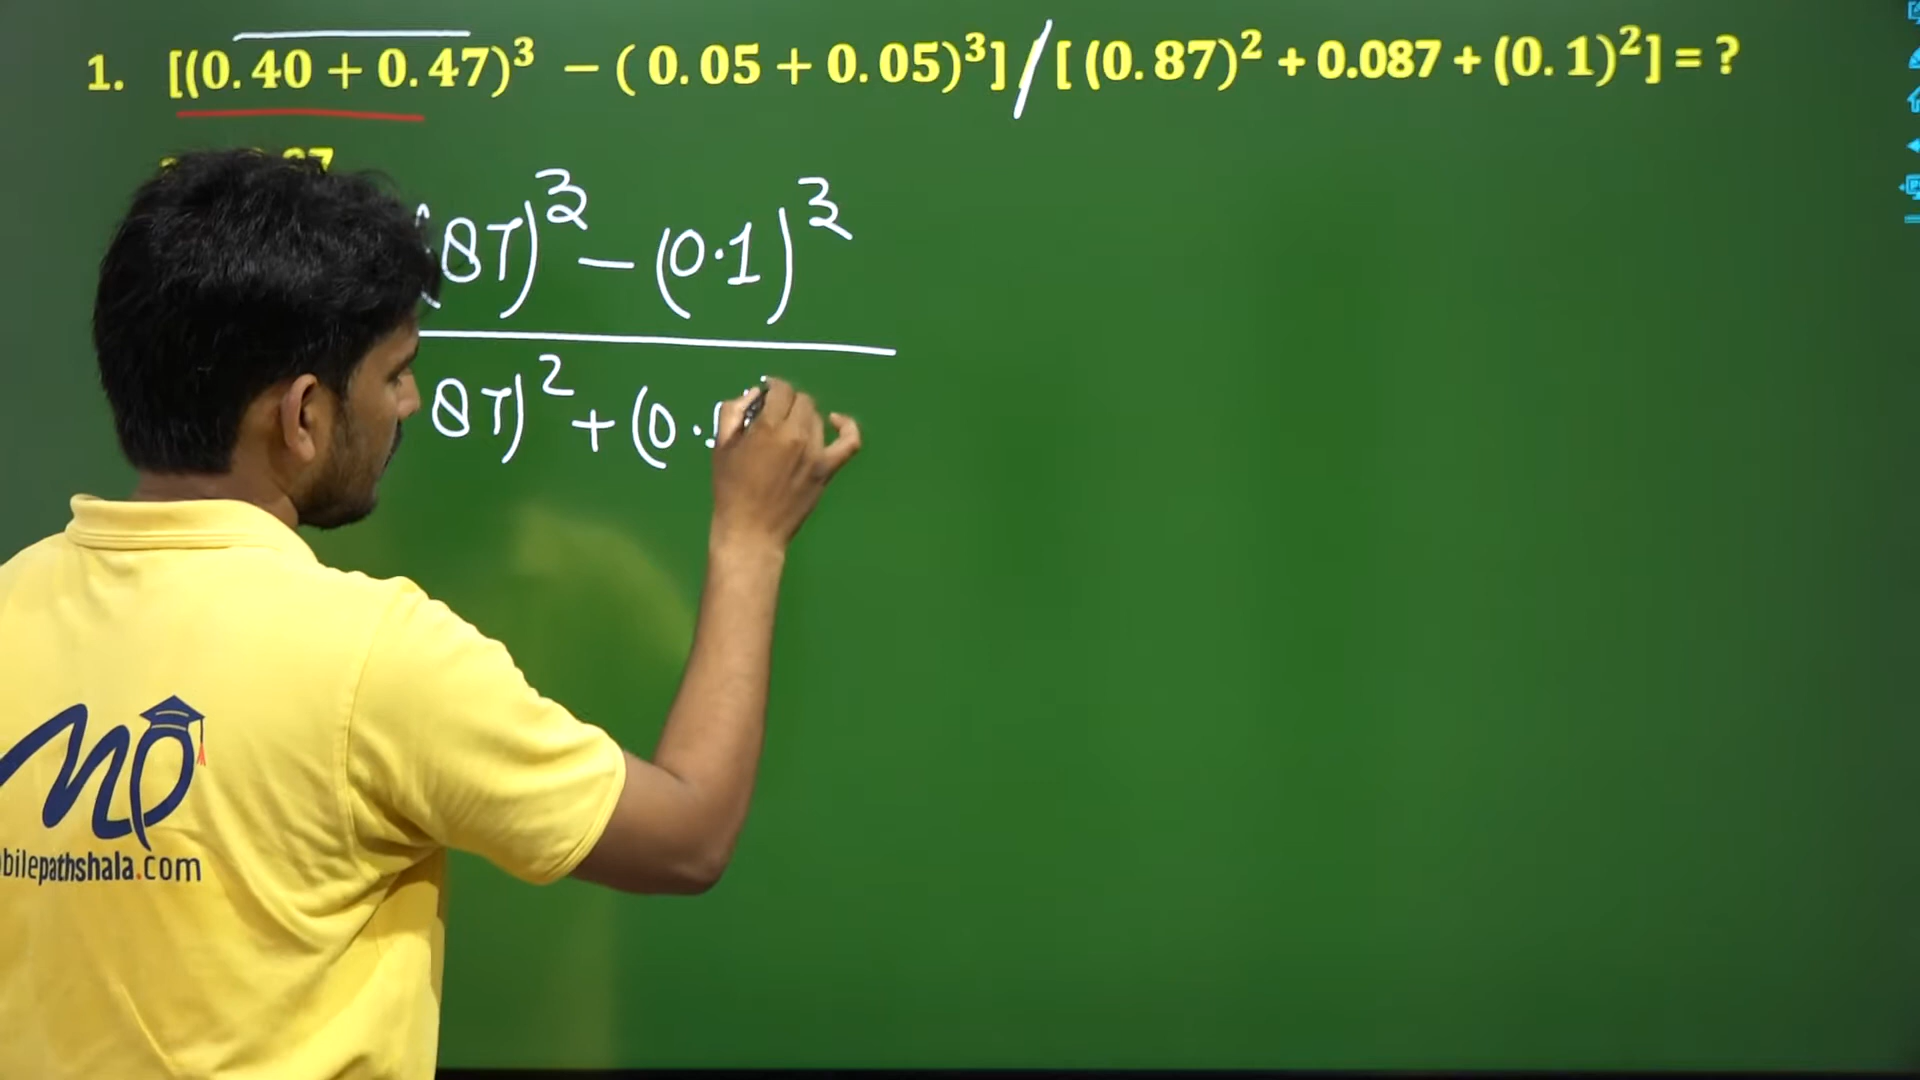 1. [(0.40 + 0.47)³ − ( 0.05 + 0.05)³] / [ (0.87)² + 0.087 + (0.1)²] = ?
87)³ − (0.1)³
87)² + (0.
bilepathshala.com